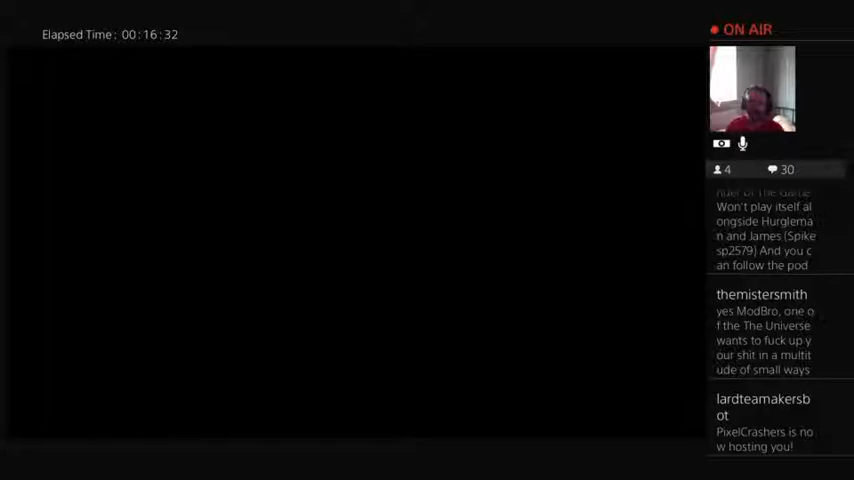 Elapsed Time: 00:16:32
ON AIR
4
30
Won't play itself al
ongside Hurglema
n and James (Spike
sp2579) And you c
an follow the pod
themistersmith
yes ModBro, one o
f the The Universe
wants to fuck up y
our shit in a multit
ude of small ways
lardteamakersb
ot
PixelCrashers is no
w hosting you!